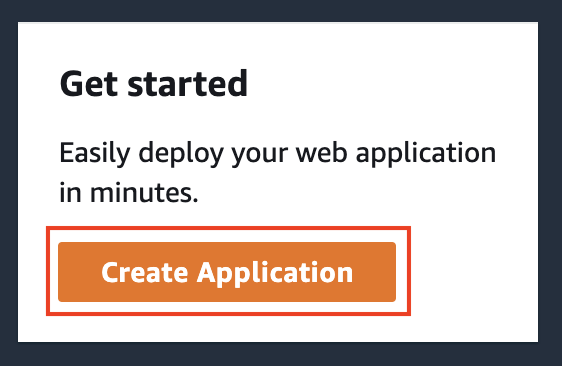 Get started
Easily deploy your web application
in minutes.
Create Application